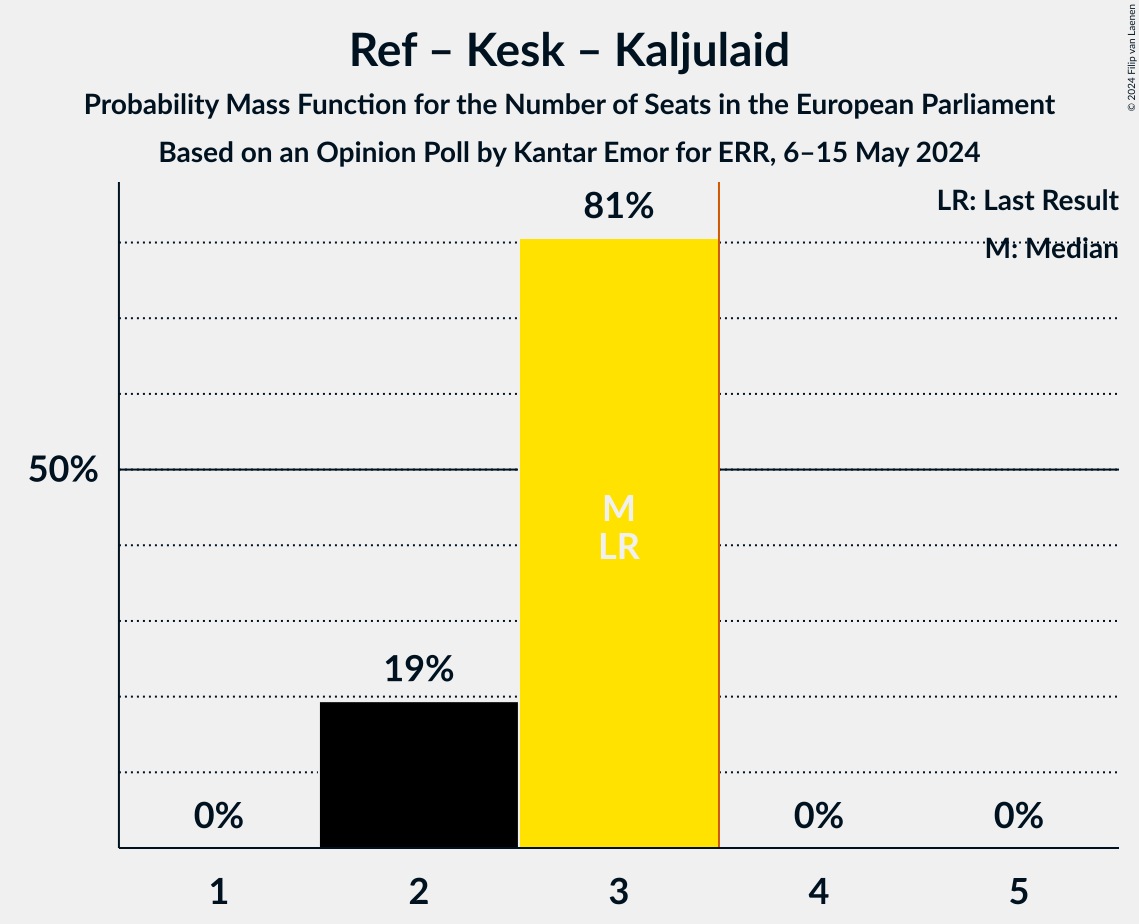 Ref – Kesk – Kaljulaid
Probability Mass Function for the Number of Seats in the European Parliament
Based on an Opinion Poll by Kantar Emor for ERR, 6–15 May 2024
© 2024 Filip van Laenen
LR: Last Result
M: Median
81%
50%
M
LR
19%
0%
0%
0%
1
2
3
4
5